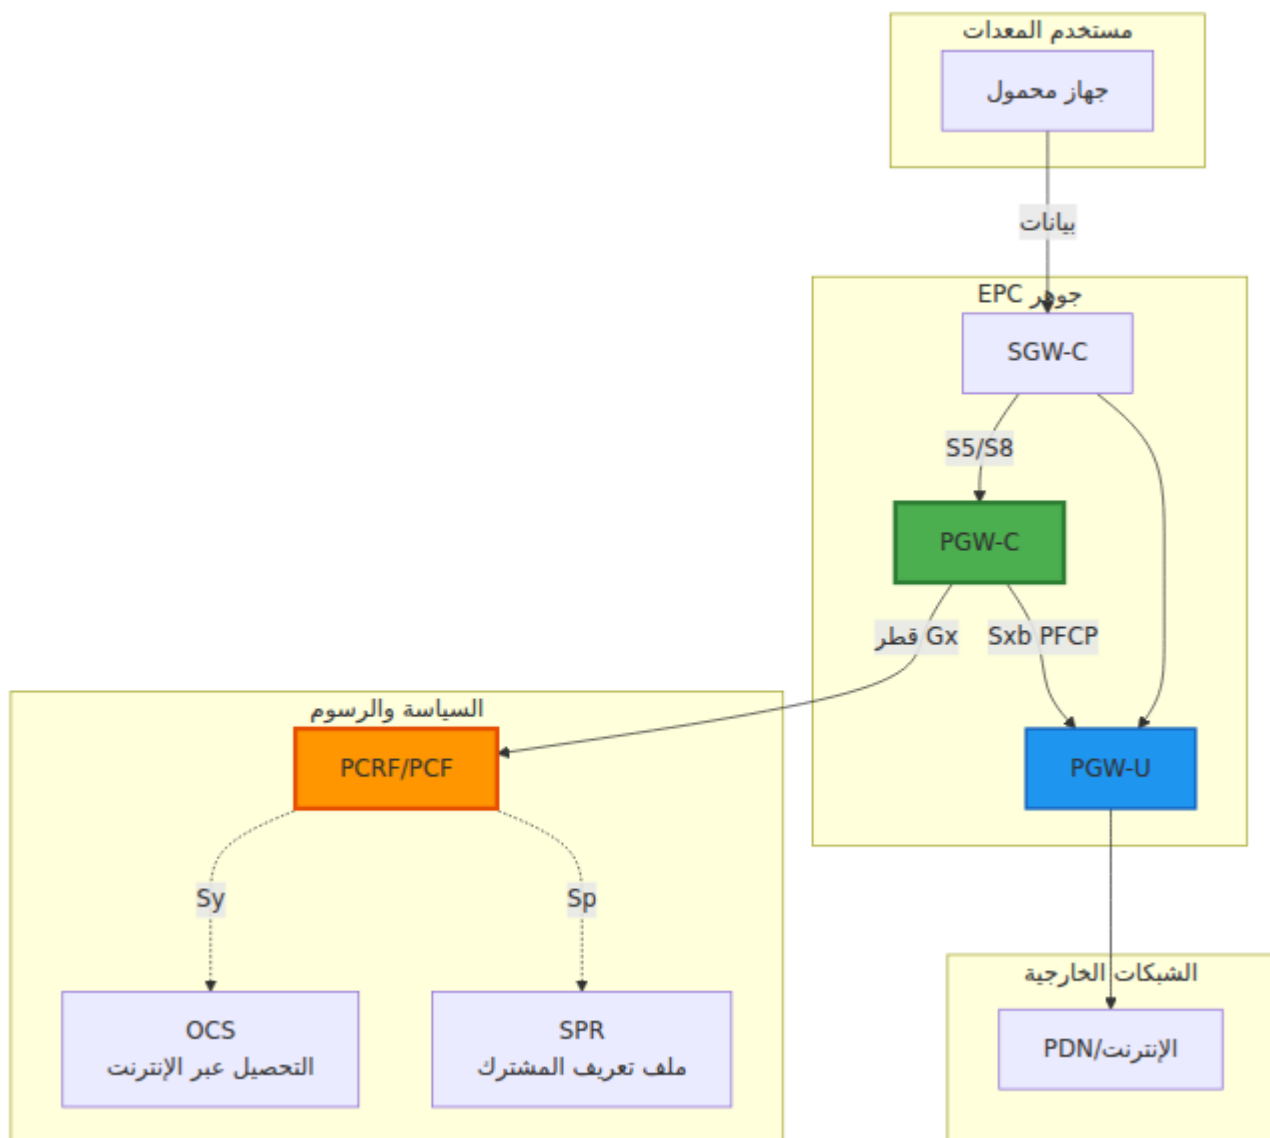 مستخدم المعدات
جهاز محمول
بيانات
جوهر EPC
SGW-C
S5/S8
PGW-C
قطر Gx
Sxb PFCP
السياسة والرسوم
PCRF/PCF
PGW-U
Sy
Sp
الشبكات الخارجية
OCS
التحصيل عبر الإنترنت
SPR
ملف تعريف المشترك
الإنترنت/PDN